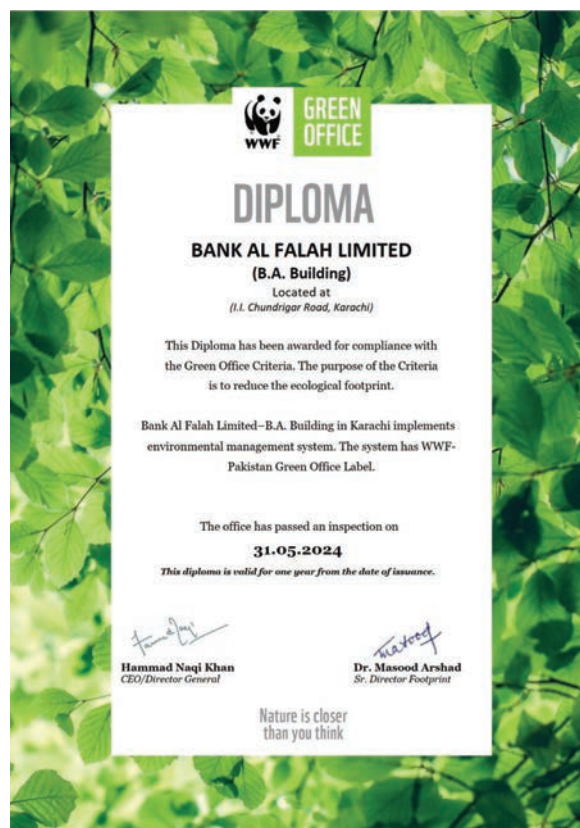 WWF
GREEN
OFFICE
DIPLOMA
BANK AL FALAH LIMITED
(B.A. Building)
Located at
(I.I. Chundrigar Road, Karachi)
This Diploma has been awarded for compliance with
the Green Office Criteria. The purpose of the Criteria
is to reduce the ecological footprint.
Bank Al Falah Limited–B.A. Building in Karachi implements
environmental management system. The system has WWF-
Pakistan Green Office Label.
The office has passed an inspection on
31.05.2024
This diploma is valid for one year from the date of issuance.
Hammad Naqi Khan
CEO/Director General
Dr. Masood Arshad
Sr. Director Footprint
Nature is closer
than you think